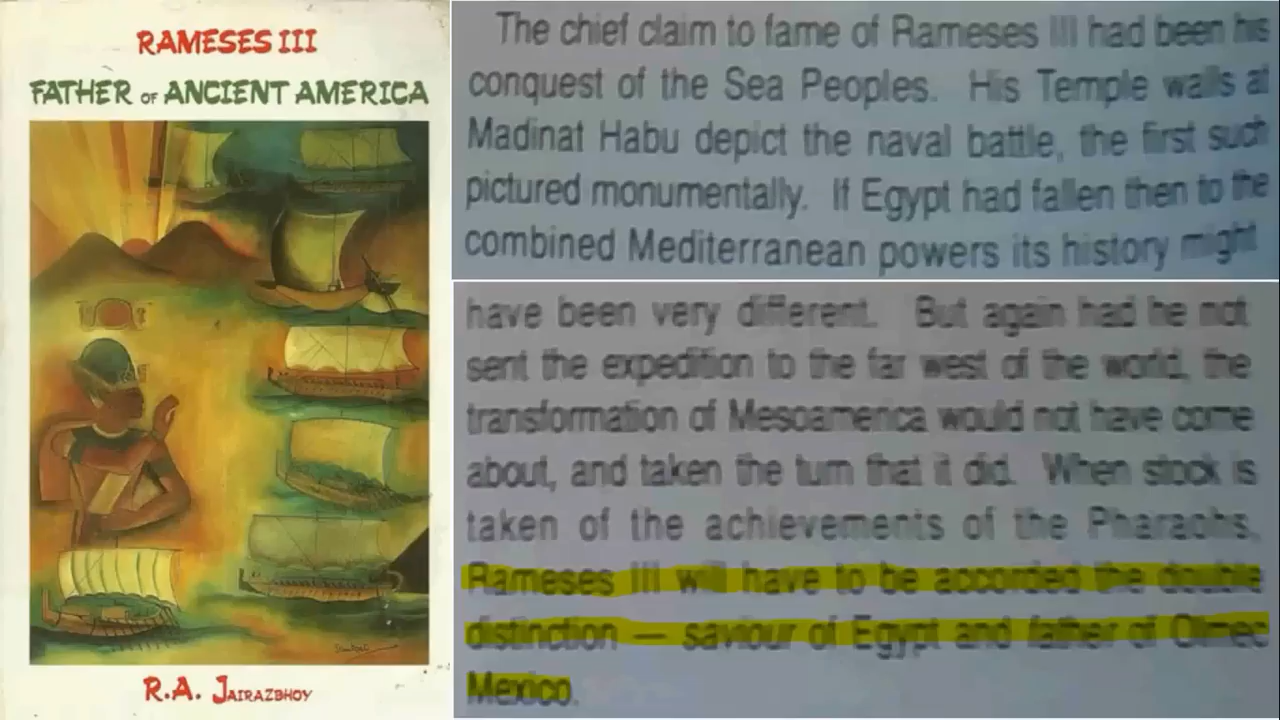 RAMESES III
FATHER OF ANCIENT AMERICA
R.A. JAIRAZBHOY
The chief claim to fame of Rameses III had been his
conquest of the Sea Peoples. His Temple walls at
Madinat Habu depict the naval battle, the first such
pictured monumentally. If Egypt had fallen then to the
combined Mediterranean powers its history might
have been very different. But again had he not
sent the expedition to the far west of the world, the
transformation of Mesoamerica would not have come
about, and taken the turn that it did. When stock is
taken of the achievements of the Pharaohs,
Rameses III will have to be accorded the double
distinction — saviour of Egypt and father of Olmec
Mexico.